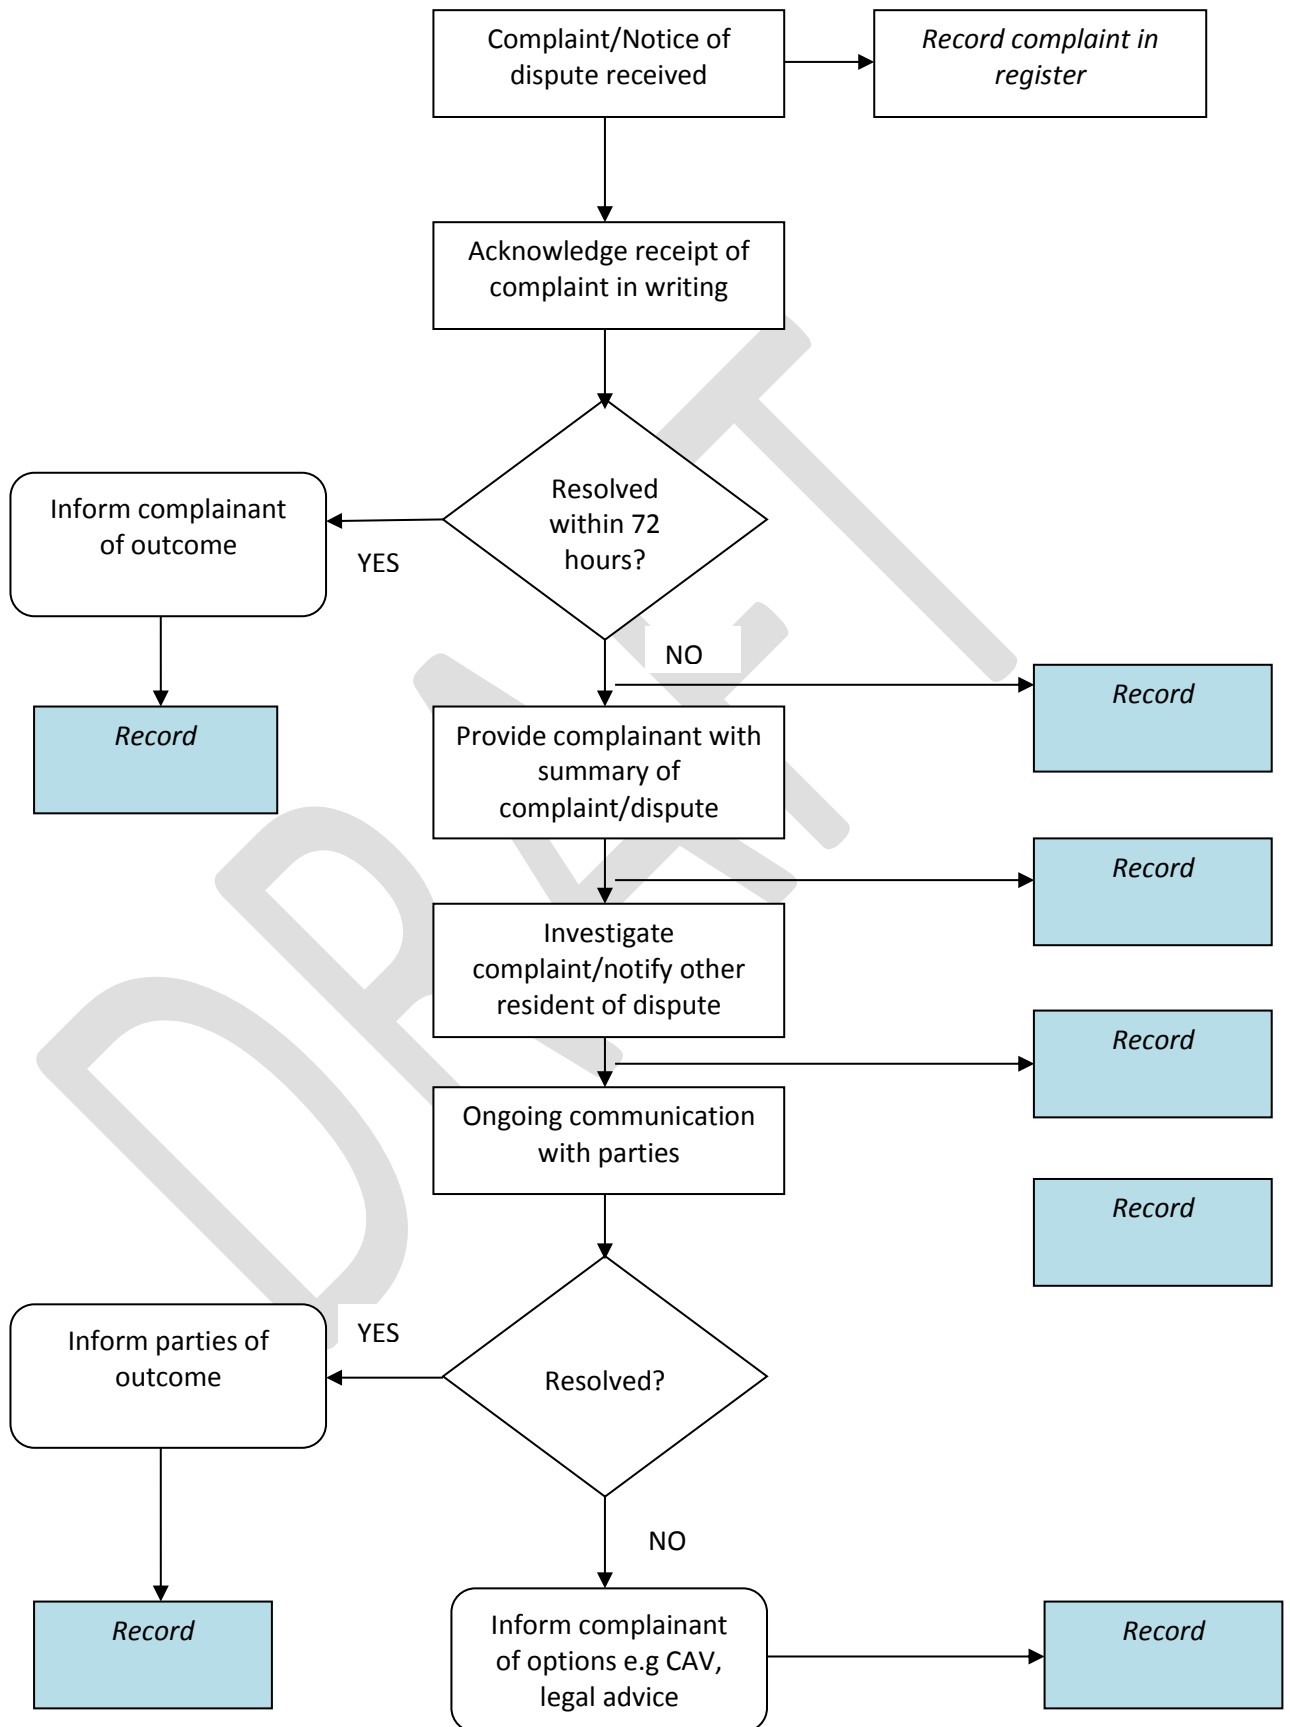 Complaint/Notice of
dispute received
Record complaint in
register
Acknowledge receipt of
complaint in writing
Resolved
within 72
hours?
Inform complainant
of outcome
YES
NO
Record
Record
Provide complainant with
summary of
complaint/dispute
Record
Investigate
complaint/notify other
resident of dispute
Record
Ongoing communication
with parties
Record
YES
Inform parties of
outcome
Resolved?
NO
Record
Inform complainant
of options e.g CAV,
legal advice
Record
DRAFT